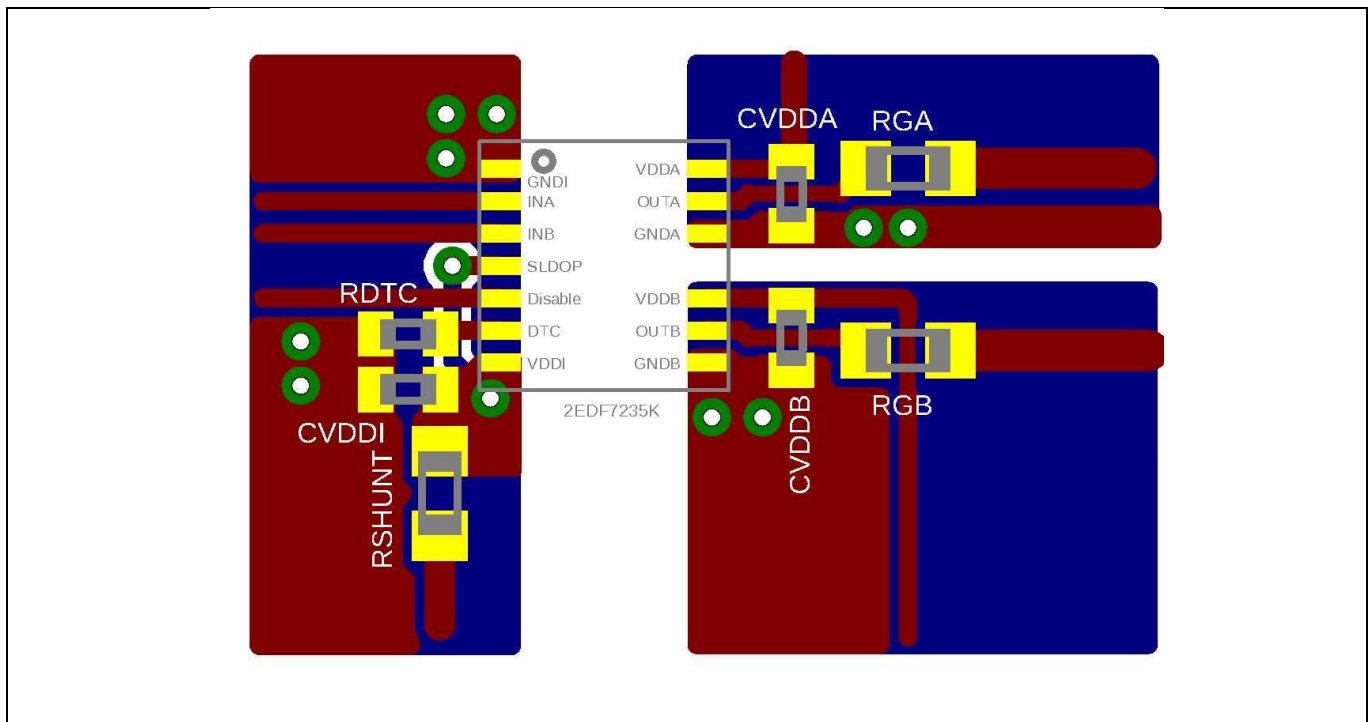 CVDDA
RGA
GNDI
INA
INB
SLDOP
Disable
DTC
VDDI
VDDA
OUTA
GNDA
VDDB
OUTB
GNDB
2EDF7235K
RDTC
CVDDI
RSHUNT
CVDDB
RGB